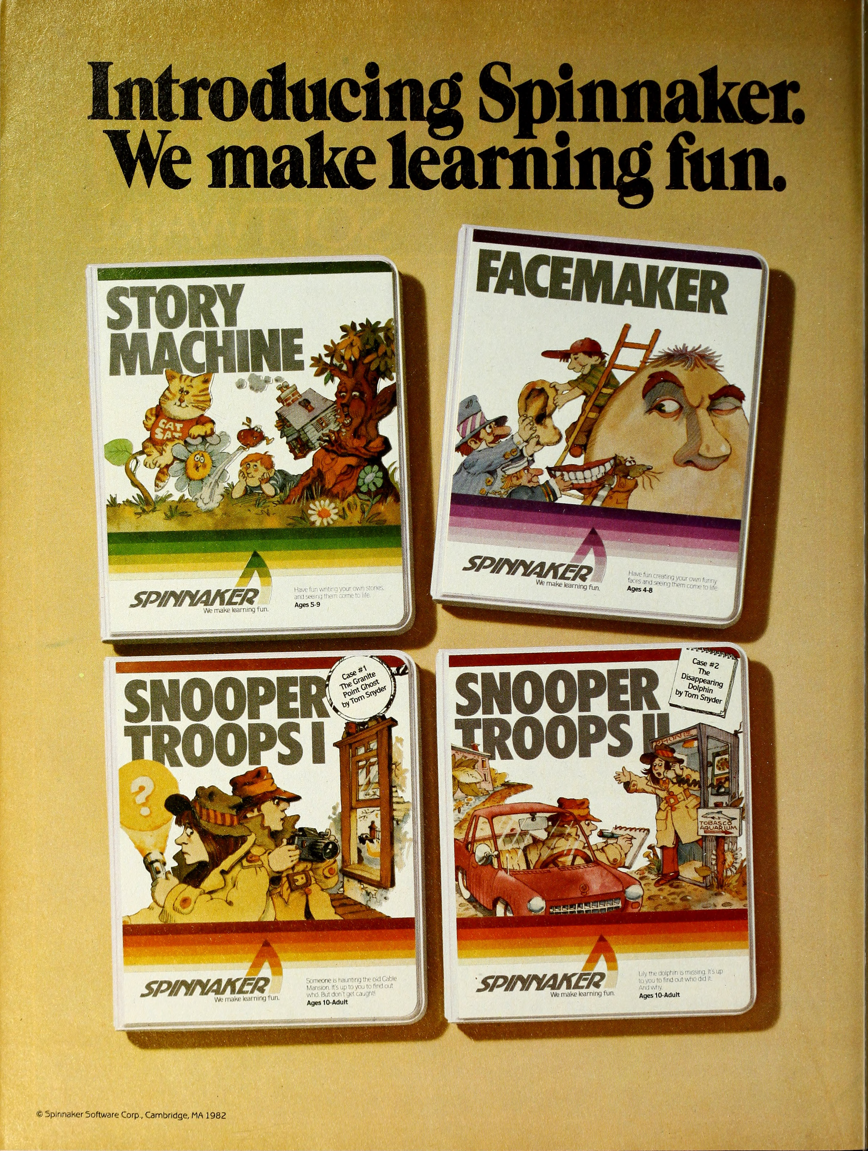 Introducing Spinnaker.
We make learning fun.
STORY
MACHINE
CAT
SAT
SPINNAKER
We make learning fun.
Have fun writing your own stories,
and seeing them come to life.
Ages 5-9
FACEMAKER
SPINNAKER
We make learning fun.
Have fun creating your own funny
faces and seeing them come to life.
Ages 4-8
SNOOPER
TROOPS I
Case #1
The Granite
Point Ghost
by Tom Snyder
?
SPINNAKER
We make learning fun.
Someone is haunting the old Cable
Mansion. It's up to you to find out
who. But don't get caught!
Ages 10-Adult
SNOOPER
TROOPS II
Case #2
The
Disappearing
Dolphin
by Tom Snyder
TOBASCO
AQUARIUM
SPINNAKER
We make learning fun.
Lily the dolphin is missing. It's up
to you to find out who did it.
And why.
Ages 10-Adult
© Spinnaker Software Corp., Cambridge, MA 1982